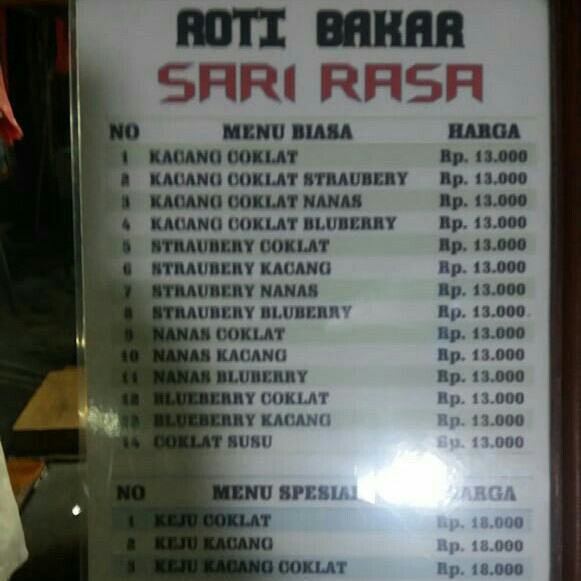 ROTI BAKAR
SARI RASA
NO MENU BIASA HARGA
1 KACANG COKLAT Rp. 13.000
2 KACANG COKLAT STRAUBERY Rp. 13.000
3 KACANG COKLAT NANAS Rp. 13.000
4 KACANG COKLAT BLUBERRY Rp. 13.000
5 STRAUBERY COKLAT Rp. 13.000
6 STRAUBERY KACANG Rp. 13.000
7 STRAUBERY NANAS Rp. 13.000
8 STRAUBERY BLUBERRY Rp. 13.000.
9 NANAS COKLAT Rp. 13.000
10 NANAS KACANG Rp. 13.000
11 NANAS BLUBERRY Rp. 13.000
12 BLUEBERRY COKLAT Rp. 13.000
13 BLUEBERRY KACANG Rp. 13.000
14 COKLAT SUSU Rp. 13.000
NO MENU SPESIAL HARGA
1 KEJU COKLAT Rp. 18.000
2 KEJU KACANG Rp. 18.000
3 KEJU KACANG COKLAT Rp. 18.000